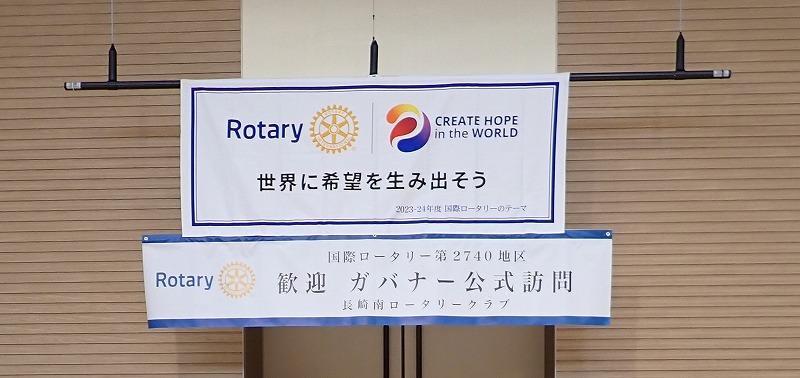 Rotary
CREATE HOPE
in the WORLD
世界に希望を生み出そう
2023-24年度 国際ロータリーのテーマ
国際ロータリー第2740地区
Rotary
歓迎 ガバナー公式訪問
長崎南ロータリークラブ